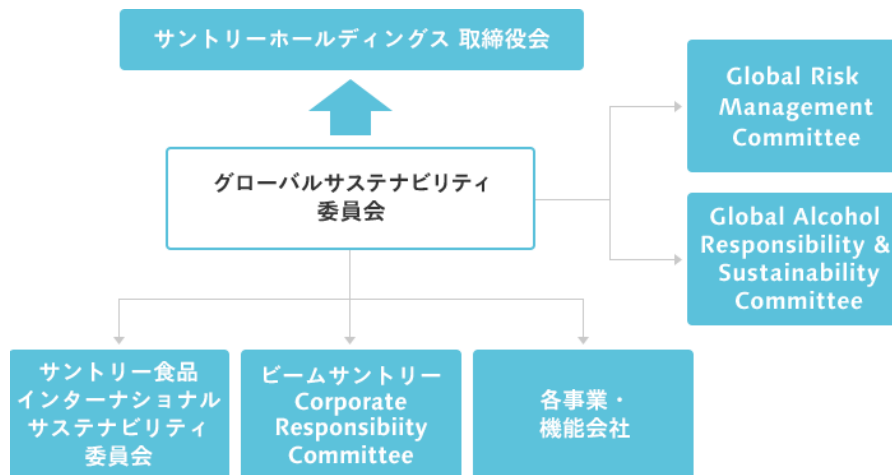 サントリーホールディングス 取締役会
Global Risk
Management
Committee
グローバルサステナビリティ
委員会
Global Alcohol
Responsibility &
Sustainability
Committee
サントリー食品
インターナショナル
サステナビリティ
委員会
ビームサントリー
Corporate
Responsibiity
Committee
各事業・
機能会社